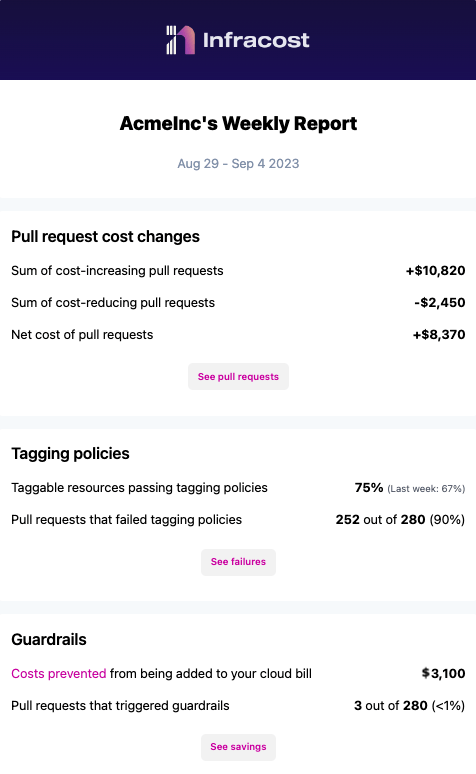 Infracost
AcmeInc's Weekly Report
Aug 29 - Sep 4 2023
Pull request cost changes
Sum of cost-increasing pull requests +$10,820
Sum of cost-reducing pull requests -$2,450
Net cost of pull requests +$8,370
See pull requests
Tagging policies
Taggable resources passing tagging policies 75% (Last week: 67%)
Pull requests that failed tagging policies 252 out of 280 (90%)
See failures
Guardrails
Costs prevented from being added to your cloud bill $3,100
Pull requests that triggered guardrails 3 out of 280 (<1%)
See savings